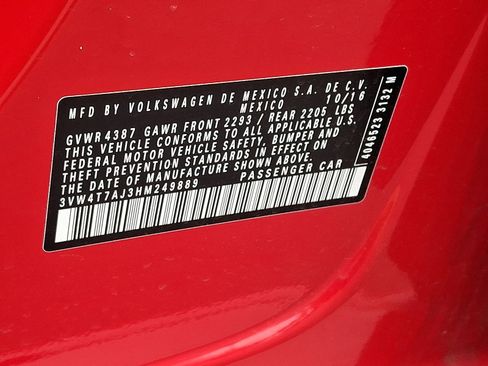 MFD BY VOLKSWAGEN DE MEXICO S.A. DE C.V.
MEXICO 10/16
GVWR 4387 GAWR FRONT 2293 / REAR 2205 LBS
THIS VEHICLE CONFORMS TO ALL APPLICABLE U.S.
FEDERAL MOTOR VEHICLE SAFETY, BUMPER AND
THEFT PREVENTION STANDARDS IN EFFECT ON
THE DATE OF MANUFACTURE SHOWN ABOVE.
3VW4T7AJ3HM249889 PASSENGER CAR
4046523 3132 M